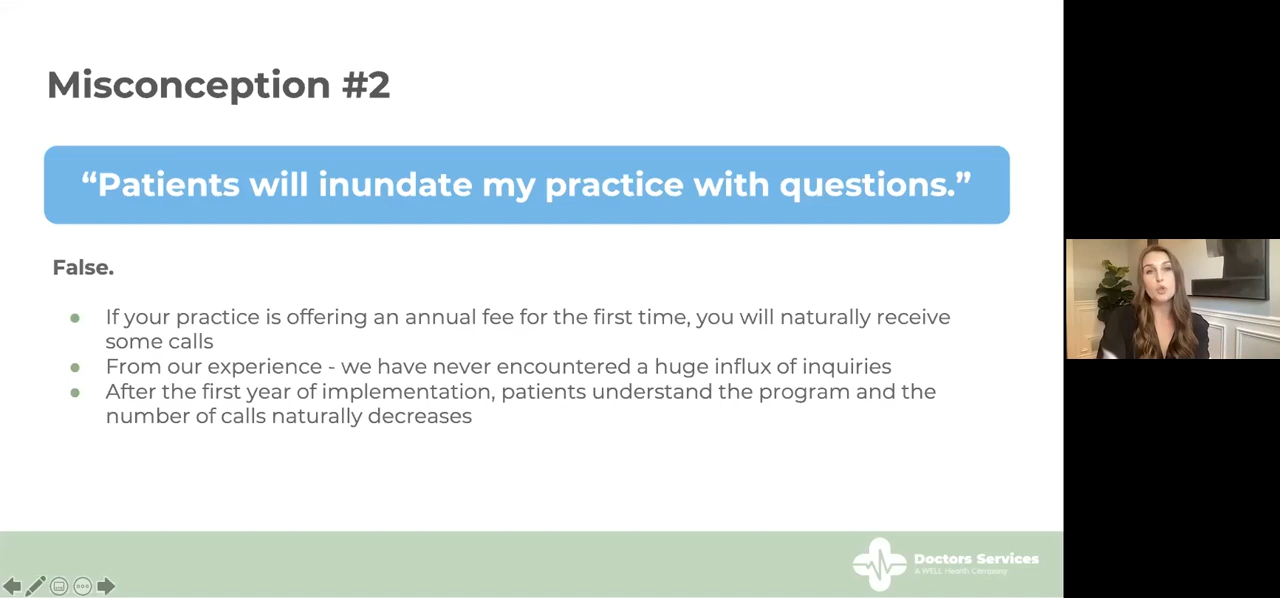 Misconception #2
“Patients will inundate my practice with questions.”
False.
● If your practice is offering an annual fee for the first time, you will naturally receive
some calls
● From our experience - we have never encountered a huge influx of inquiries
● After the first year of implementation, patients understand the program and the
number of calls naturally decreases
Doctors Services
A WELL Health Company